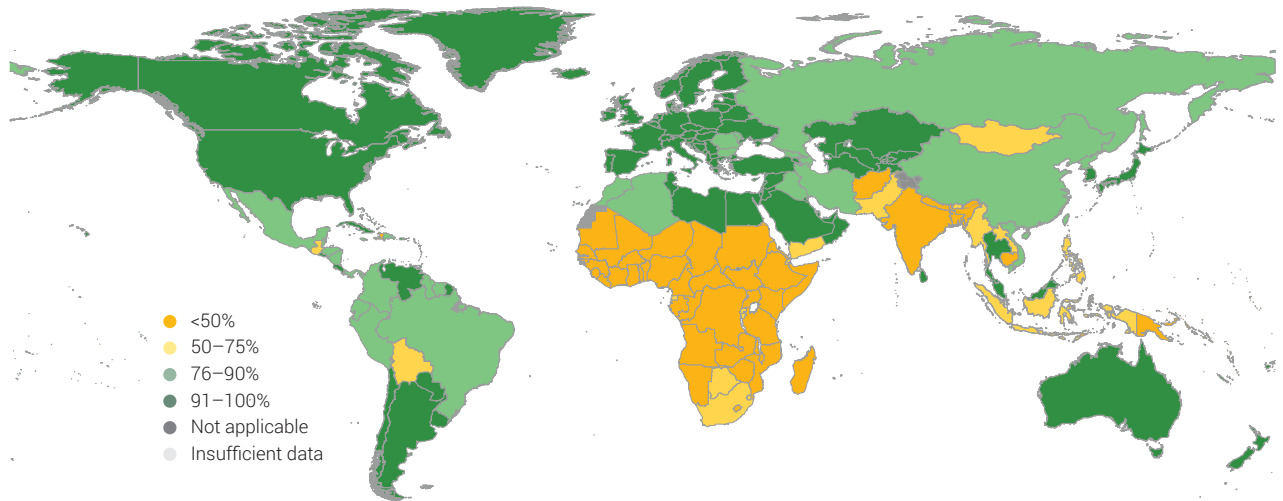 <50%
50–75%
76–90%
91–100%
Not applicable
Insufficient data